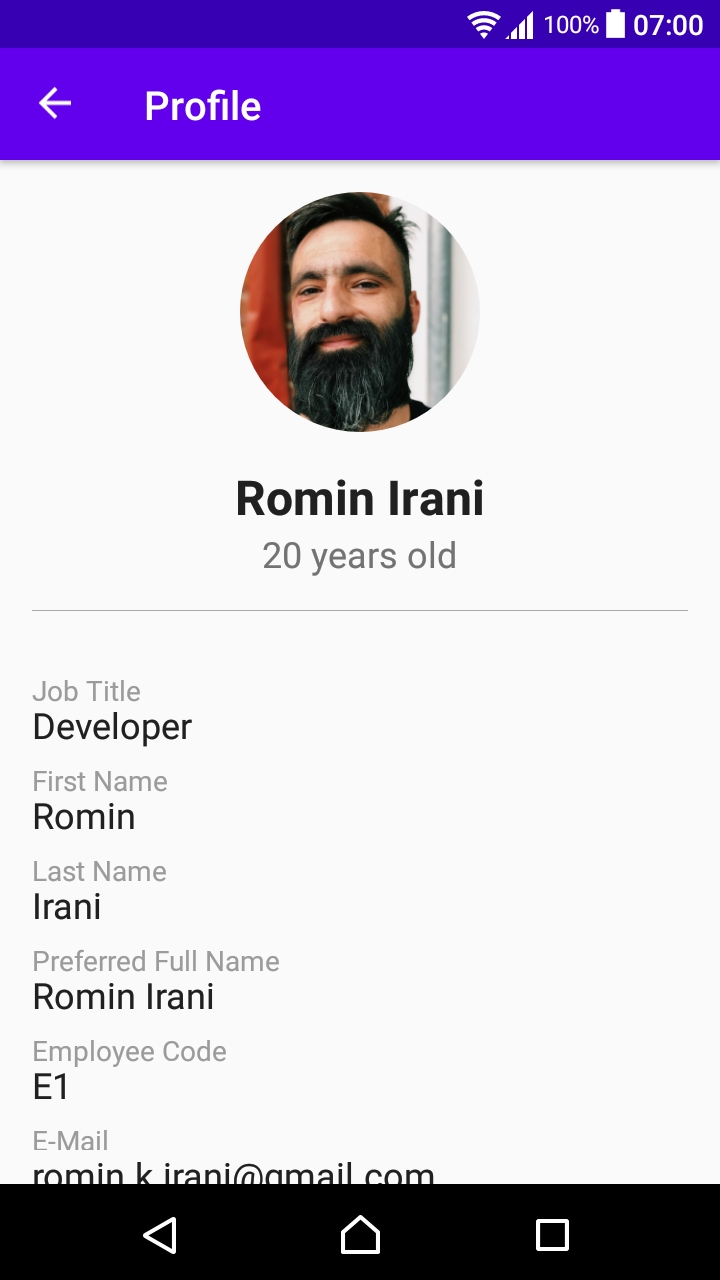 100% 07:00
Profile
Romin Irani
20 years old
Job Title
Developer
First Name
Romin
Last Name
Irani
Preferred Full Name
Romin Irani
Employee Code
E1
E-Mail
romin.k.irani@gmail.com